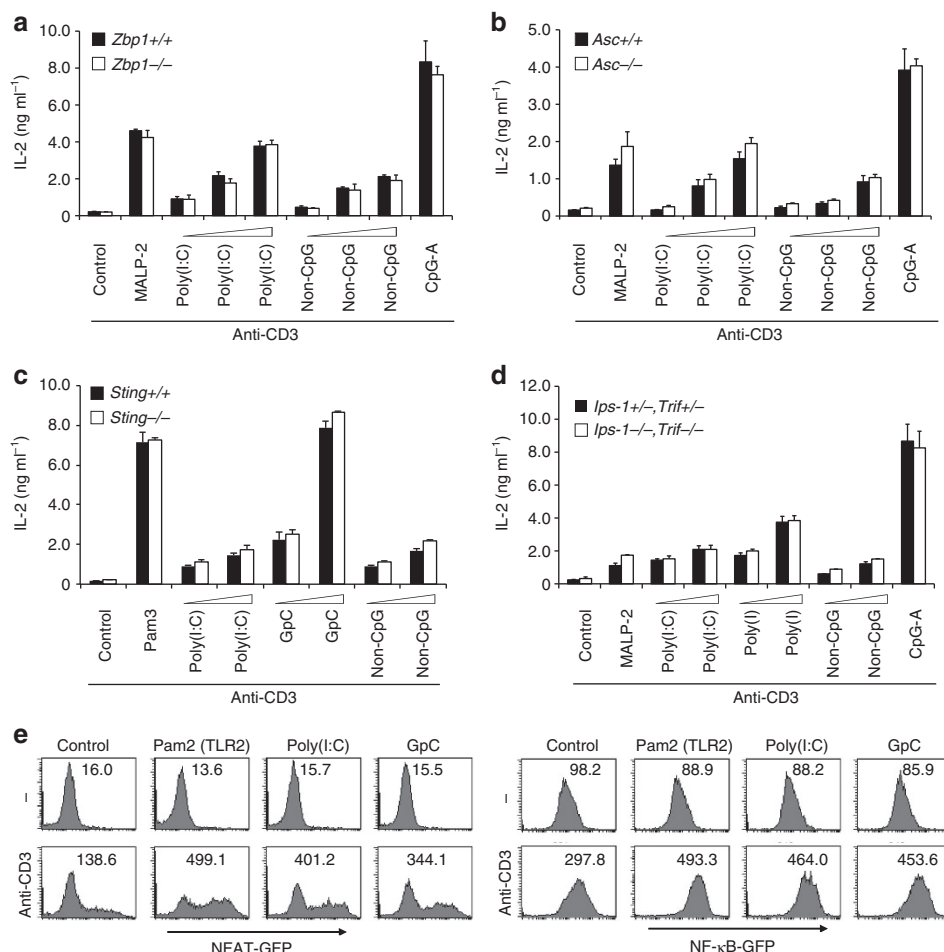 a
Zbp1+/+
Zbp1–/–
IL-2 (ng ml–1)
10.0
8.0
6.0
4.0
2.0
0
Control
MALP-2
Poly(I:C)
Poly(I:C)
Poly(I:C)
Non-CpG
Non-CpG
Non-CpG
CpG-A
Anti-CD3
b
Asc+/+
Asc–/–
IL-2 (ng ml–1)
5.0
4.0
3.0
2.0
1.0
0
Control
MALP-2
Poly(I:C)
Poly(I:C)
Poly(I:C)
Non-CpG
Non-CpG
Non-CpG
CpG-A
Anti-CD3
c
Sting+/+
Sting–/–
IL-2 (ng ml–1)
10.0
8.0
6.0
4.0
2.0
0
Control
Pam3
Poly(I:C)
Poly(I:C)
GpC
GpC
Non-CpG
Non-CpG
Anti-CD3
d
Ips-1+/–,Trif+/–
Ips-1–/–,Trif–/–
IL-2 (ng ml–1)
12.0
10.0
8.0
6.0
4.0
2.0
0
Control
MALP-2
Poly(I:C)
Poly(I:C)
Poly(I)
Poly(I)
Non-CpG
Non-CpG
CpG-A
Anti-CD3
e
Control Pam2 (TLR2) Poly(I:C) GpC
– 16.0 13.6 15.7 15.5
Anti-CD3 138.6 499.1 401.2 344.1
NFAT-GFP
Control Pam2 (TLR2) Poly(I:C) GpC
– 98.2 88.9 88.2 85.9
Anti-CD3 297.8 493.3 464.0 453.6
NF-κB-GFP